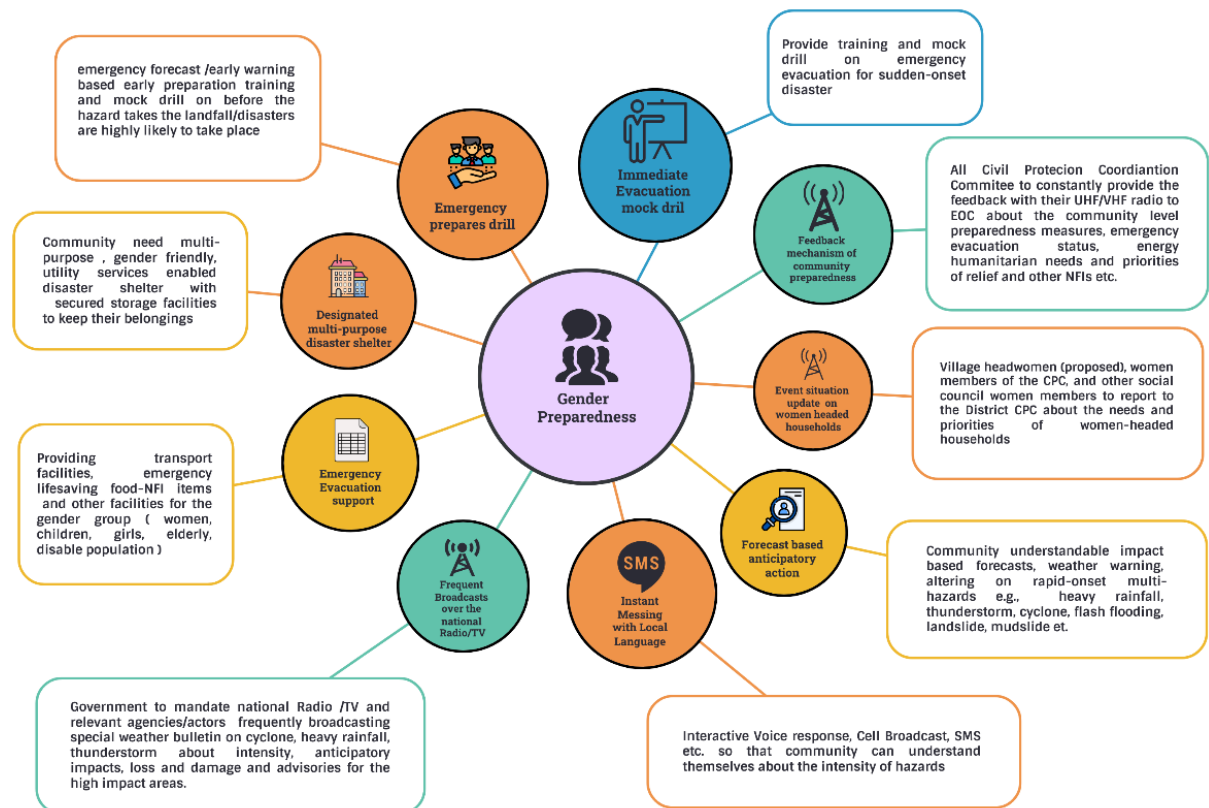 emergency forecast /early warning
based early preparation training
and mock drill on before the
hazard takes the landfall/disasters
are highly likely to take place
Emergency
prepares drill
Provide training and mock
drill on emergency
evacuation for sudden-onset
disaster
Immediate
Evacuation
mock dril
All Civil Protecion Coordiantion
Commitee to constantly provide the
feedback with their UHF/VHF radio to
EOC about the community level
preparedness measures, emergency
evacuation status, energy
humanitarian needs and priorities
of relief and other NFIs etc.
Feedback
mechanism of
community
preparedness
Community need multi-
purpose , gender friendly,
utility services enabled
disaster shelter with
secured storage facilities
to keep their belongings
Designated
multi-purpose
disaster shelter
Gender
Preparedness
Event situation
update on
women headed
households
Village headwomen (proposed), women
members of the CPC, and other social
council women members to report to
the District CPC about the needs and
priorities of women-headed
households
Providing transport
facilities, emergency
lifesaving food-NFI items
and other facilities for the
gender group ( women,
children, girls, elderly,
disable population )
Emergency
Evacuation
support
Forecast based
anticipatory
action
Community understandable impact
based forecasts, weather warning,
altering on rapid-onset multi-
hazards e.g., heavy rainfall,
thunderstorm, cyclone, flash flooding,
landslide, mudslide et.
Frequent
Broadcasts
over the
national
Radio/TV
SMS
Instant
Messing
with Local
Language
Government to mandate national Radio /TV and
relevant agencies/actors frequently broadcasting
special weather bulletin on cyclone, heavy rainfall,
thunderstorm about intensity, anticipatory
impacts, loss and damage and advisories for the
high impact areas.
Interactive Voice response, Cell Broadcast, SMS
etc. so that community can understand
themselves about the intensity of hazards